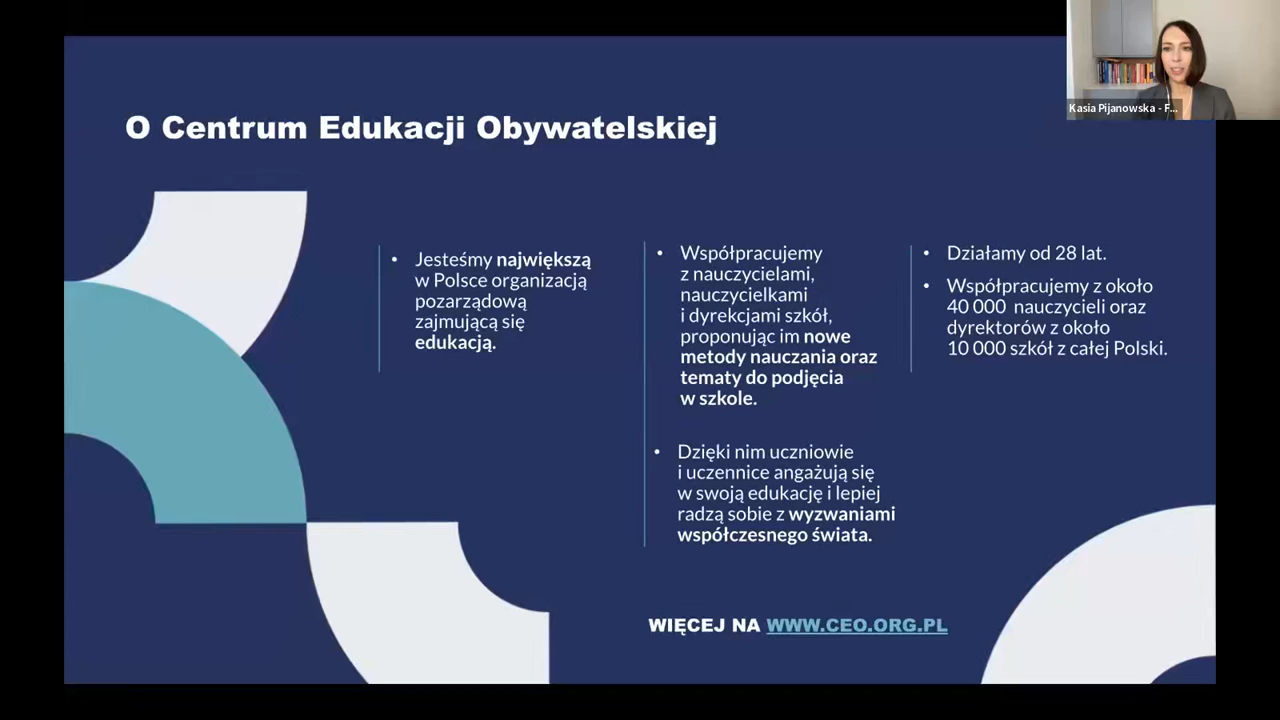 Kasia Pijanowska - F...
O Centrum Edukacji Obywatelskiej
• Jesteśmy największą
w Polsce organizacją
pozarządową
zajmującą się
edukacją.
• Współpracujemy
z nauczycielami,
nauczycielkami
i dyrekcjami szkół,
proponując im nowe
metody nauczania oraz
tematy do podjęcia
w szkole.
• Dzięki nim uczniowie
i uczennice angażują się
w swoją edukację i lepiej
radzą sobie z wyzwaniami
współczesnego świata.
• Działamy od 28 lat.
• Współpracujemy z około
40 000 nauczycieli oraz
dyrektorów z około
10 000 szkół z całej Polski.
WIĘCEJ NA WWW.CEO.ORG.PL